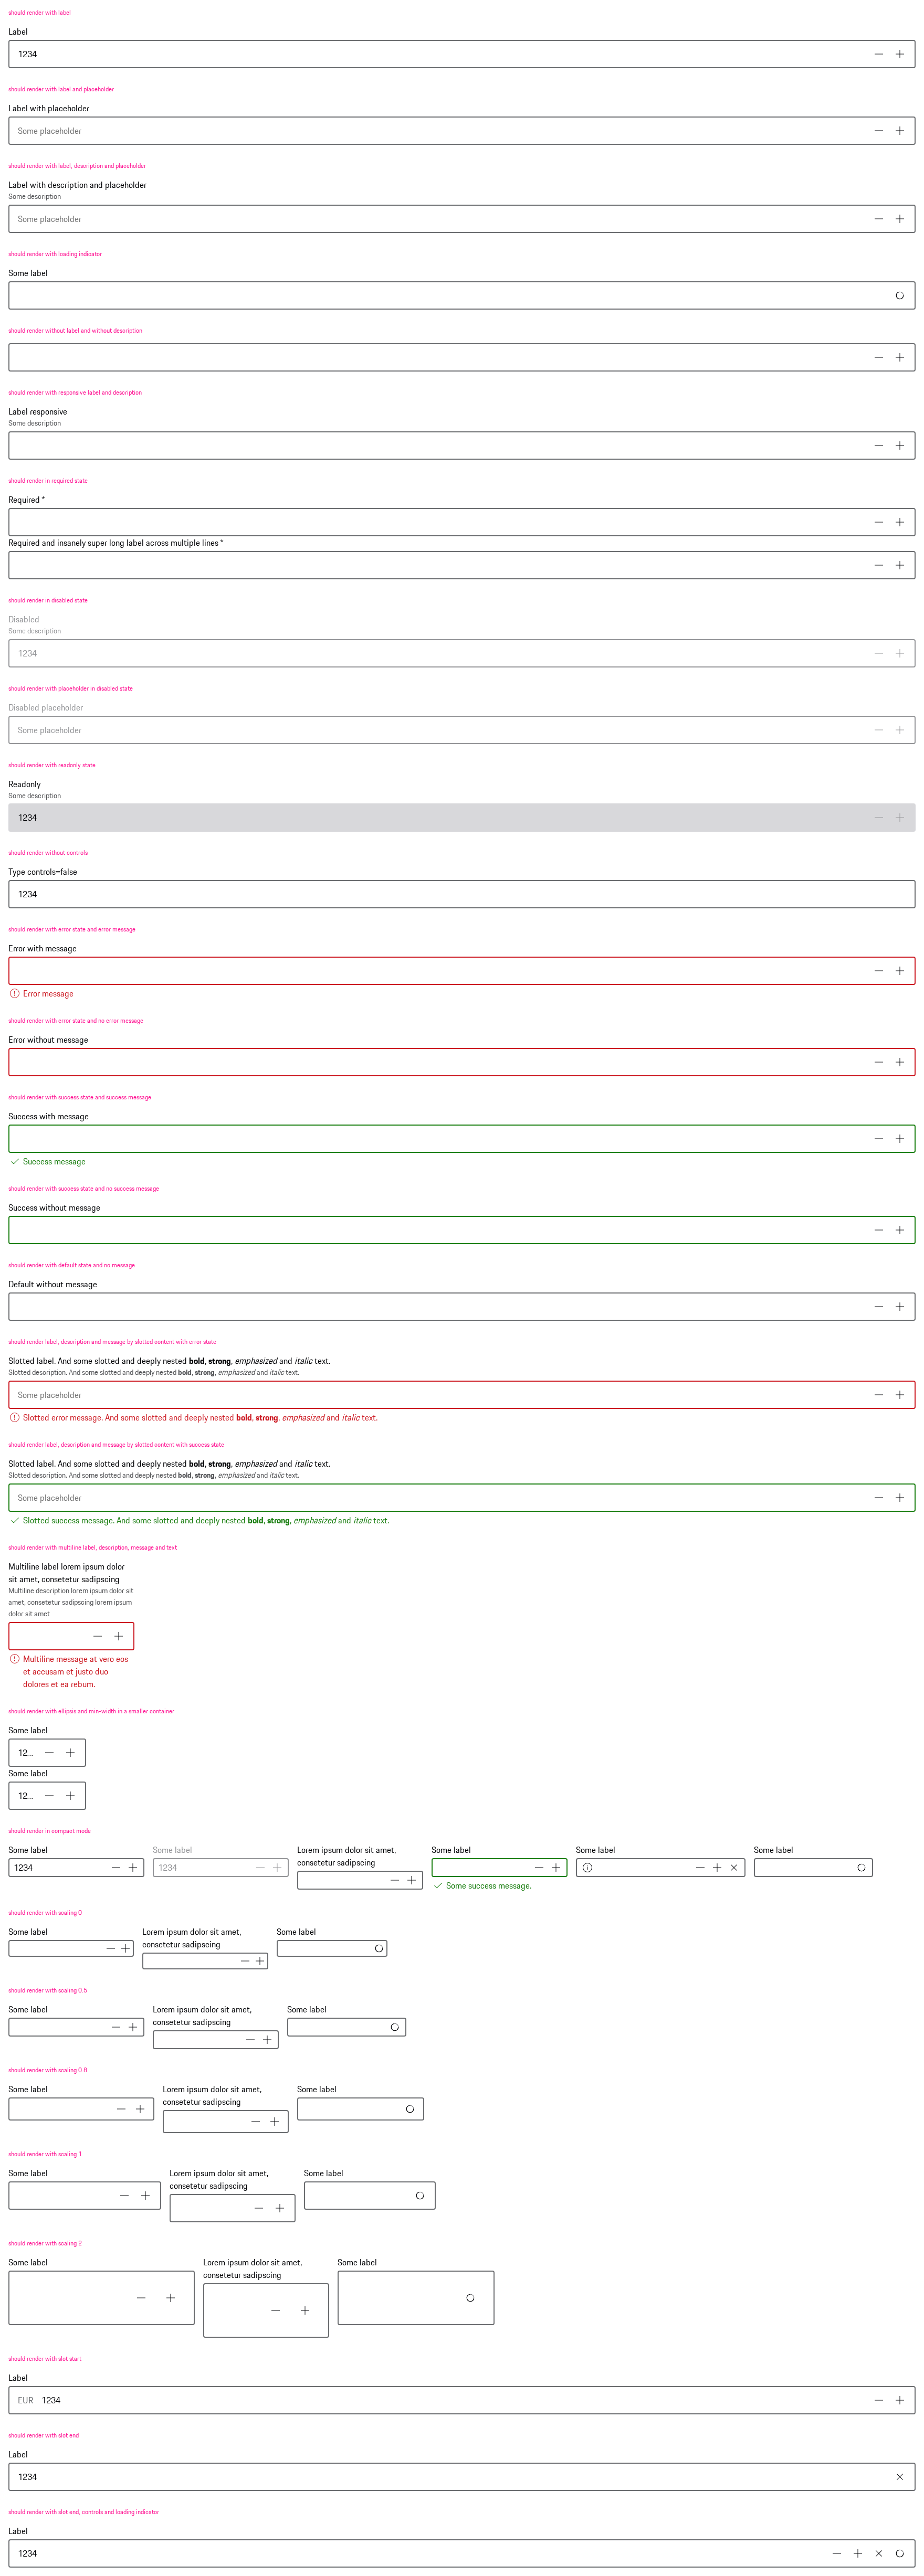 should render with label
Label
1234
should render with label and placeholder
Label with placeholder
Some placeholder
should render with label, description and placeholder
Label with description and placeholder
Some description
Some placeholder
should render with loading indicator
Some label
should render without label and without description
should render with responsive label and description
Label responsive
Some description
should render in required state
Required *
Required and insanely super long label across multiple lines *
should render in disabled state
Disabled
Some description
1234
should render with placeholder in disabled state
Disabled placeholder
Some placeholder
should render with readonly state
Readonly
Some description
1234
should render without controls
Type controls=false
1234
should render with error state and error message
Error with message
Error message
should render with error state and no error message
Error without message
should render with success state and success message
Success with message
Success message
should render with success state and no success message
Success without message
should render with default state and no message
Default without message
should render label, description and message by slotted content with error state
Slotted label. And some slotted and deeply nested bold, strong, emphasized and italic text.
Slotted description. And some slotted and deeply nested bold, strong, emphasized and italic text.
Some placeholder
Slotted error message. And some slotted and deeply nested bold, strong, emphasized and italic text.
should render label, description and message by slotted content with success state
Slotted label. And some slotted and deeply nested bold, strong, emphasized and italic text.
Slotted description. And some slotted and deeply nested bold, strong, emphasized and italic text.
Some placeholder
Slotted success message. And some slotted and deeply nested bold, strong, emphasized and italic text.
should render with multiline label, description, message and text
Multiline label lorem ipsum dolor
sit amet, consetetur sadipscing
Multiline description lorem ipsum dolor sit
amet, consetetur sadipscing lorem ipsum
dolor sit amet
Multiline message at vero eos
et accusam et justo duo
dolores et ea rebum.
should render with ellipsis and min-width in a smaller container
Some label
12...
Some label
12...
should render in compact mode
Some label
1234
Some label
1234
Lorem ipsum dolor sit amet,
consetetur sadipscing
Some label
Some success message.
Some label
Some label
should render with scaling 0
Some label
Lorem ipsum dolor sit amet,
consetetur sadipscing
Some label
should render with scaling 0.5
Some label
Lorem ipsum dolor sit amet,
consetetur sadipscing
Some label
should render with scaling 0.8
Some label
Lorem ipsum dolor sit amet,
consetetur sadipscing
Some label
should render with scaling 1
Some label
Lorem ipsum dolor sit amet,
consetetur sadipscing
Some label
should render with scaling 2
Some label
Lorem ipsum dolor sit amet,
consetetur sadipscing
Some label
should render with slot start
Label
EUR 1234
should render with slot end
Label
1234
should render with slot end, controls and loading indicator
Label
1234